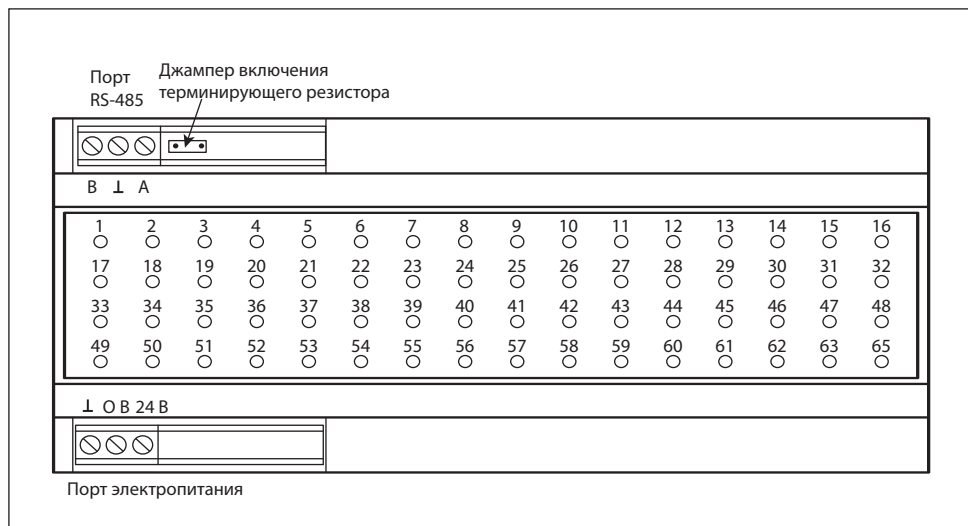 Порт
RS-485
Джампер включения
терминирующего резистора
B ⊥ A
1 2 3 4 5 6 7 8 9 10 11 12 13 14 15 16
17 18 19 20 21 22 23 24 25 26 27 28 29 30 31 32
33 34 35 36 37 38 39 40 41 42 43 44 45 46 47 48
49 50 51 52 53 54 55 56 57 58 59 60 61 62 63 65
⊥ О В 24 В
Порт электропитания